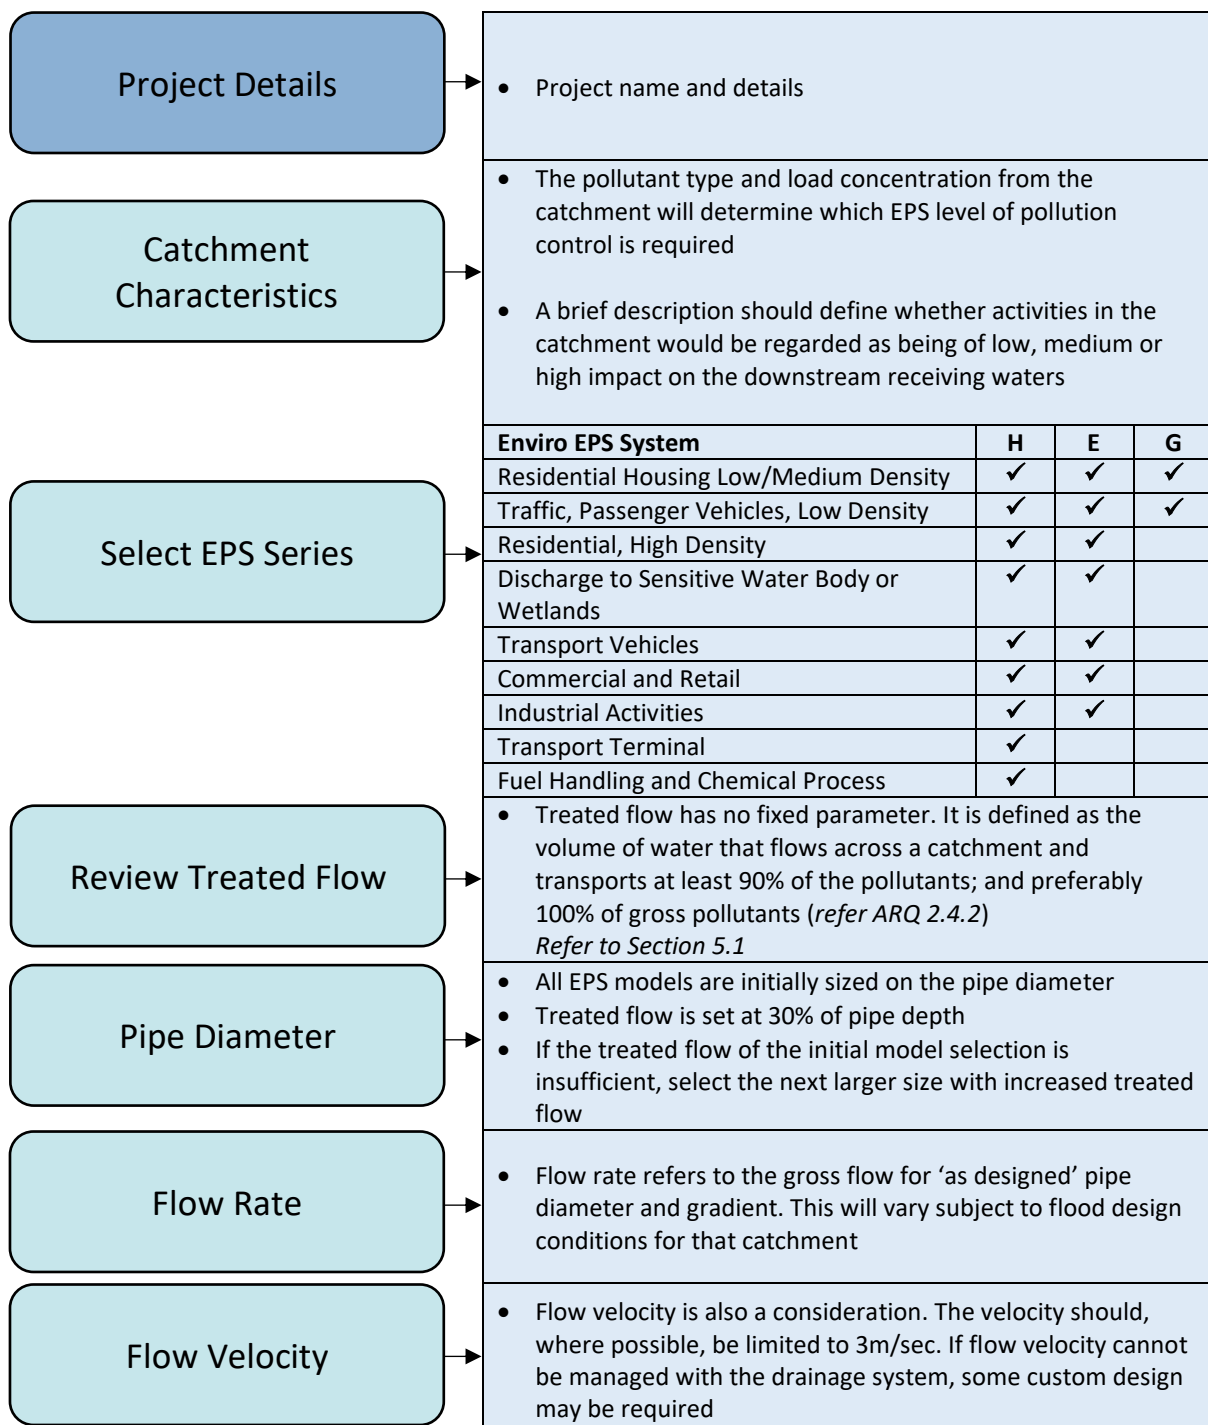 Project Details
• Project name and details
Catchment
Characteristics
• The pollutant type and load concentration from the
catchment will determine which EPS level of pollution
control is required
• A brief description should define whether activities in the
catchment would be regarded as being of low, medium or
high impact on the downstream receiving waters
Select EPS Series
Enviro EPS System H E G
Residential Housing Low/Medium Density ✓ ✓ ✓
Traffic, Passenger Vehicles, Low Density ✓ ✓ ✓
Residential, High Density ✓ ✓
Discharge to Sensitive Water Body or ✓ ✓
Wetlands
Transport Vehicles ✓ ✓
Commercial and Retail ✓ ✓
Industrial Activities ✓ ✓
Transport Terminal ✓
Fuel Handling and Chemical Process ✓
Review Treated Flow
• Treated flow has no fixed parameter. It is defined as the
volume of water that flows across a catchment and
transports at least 90% of the pollutants; and preferably
100% of gross pollutants (refer ARQ 2.4.2)
Refer to Section 5.1
Pipe Diameter
• All EPS models are initially sized on the pipe diameter
• Treated flow is set at 30% of pipe depth
• If the treated flow of the initial model selection is
insufficient, select the next larger size with increased treated
flow
Flow Rate
• Flow rate refers to the gross flow for ‘as designed’ pipe
diameter and gradient. This will vary subject to flood design
conditions for that catchment
Flow Velocity
• Flow velocity is also a consideration. The velocity should,
where possible, be limited to 3m/sec. If flow velocity cannot
be managed with the drainage system, some custom design
may be required